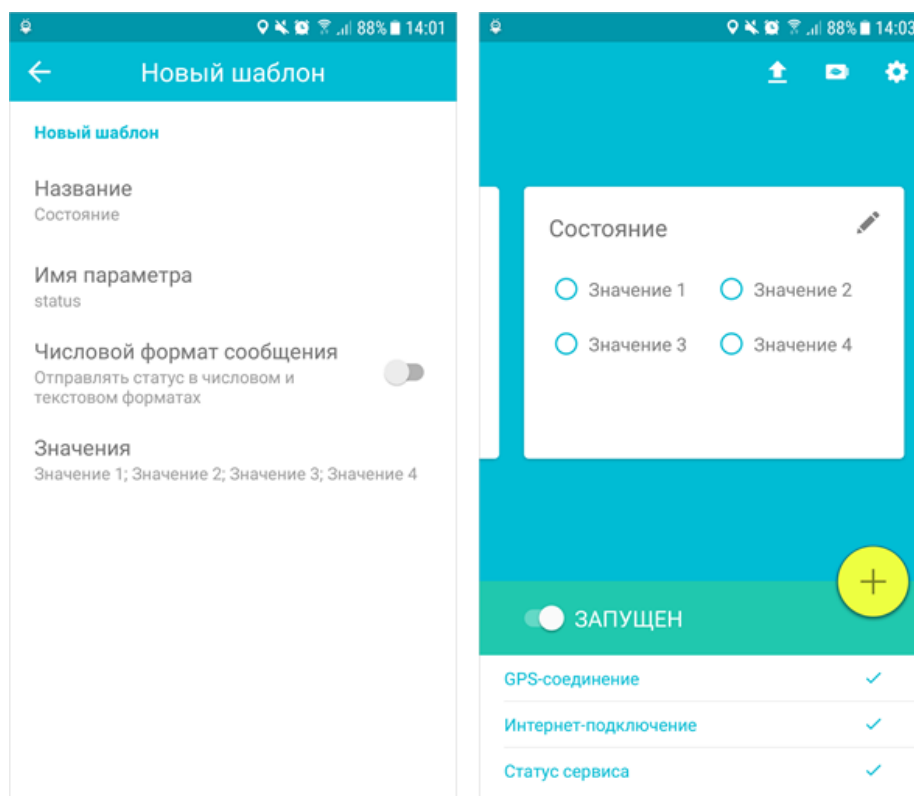 88% 14:01
Новый шаблон
Новый шаблон
Название
Состояние
Имя параметра
status
Числовой формат сообщения
Отправлять статус в числовом и
текстовом форматах
Значения
Значение 1; Значение 2; Значение 3; Значение 4
88% 14:03
Состояние
Значение 1 Значение 2
Значение 3 Значение 4
ЗАПУЩЕН
GPS-соединение
Интернет-подключение
Статус сервиса